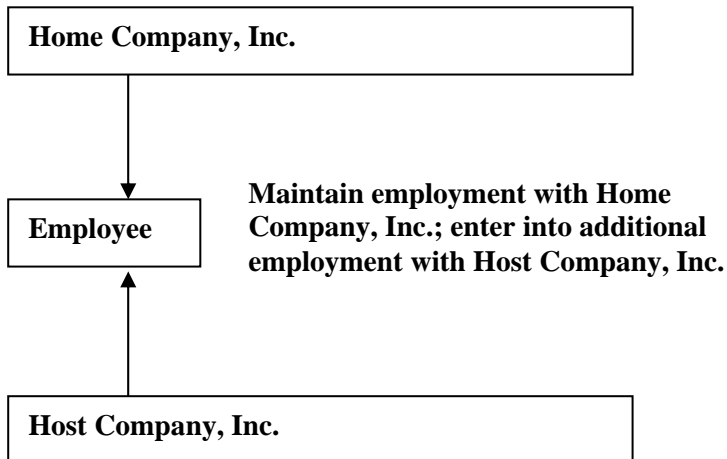 Home Company, Inc.
Employee
Maintain employment with Home
Company, Inc.; enter into additional
employment with Host Company, Inc.
Host Company, Inc.